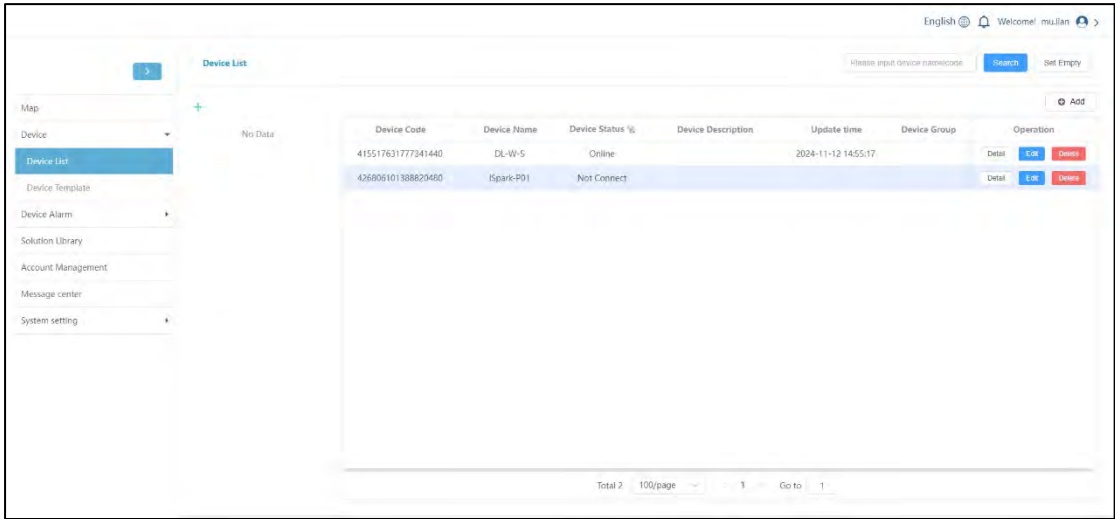 English Welcome! mujian
Device List
Please input device name/code Search Set Empty
Add
Map
Device
Device List
Device Template
Device Alarm
Solution Library
Account Management
Message center
System setting
No Data
Device Code Device Name Device Status Device Description Update time Device Group Operation
415517631777341440 DL-W-S Online 2024-11-12 14:55:17 Detail Edit Delete
426806101388820480 ISpark-P01 Not Connect Detail Edit Delete
Total 2 100/page 1 Go to 1